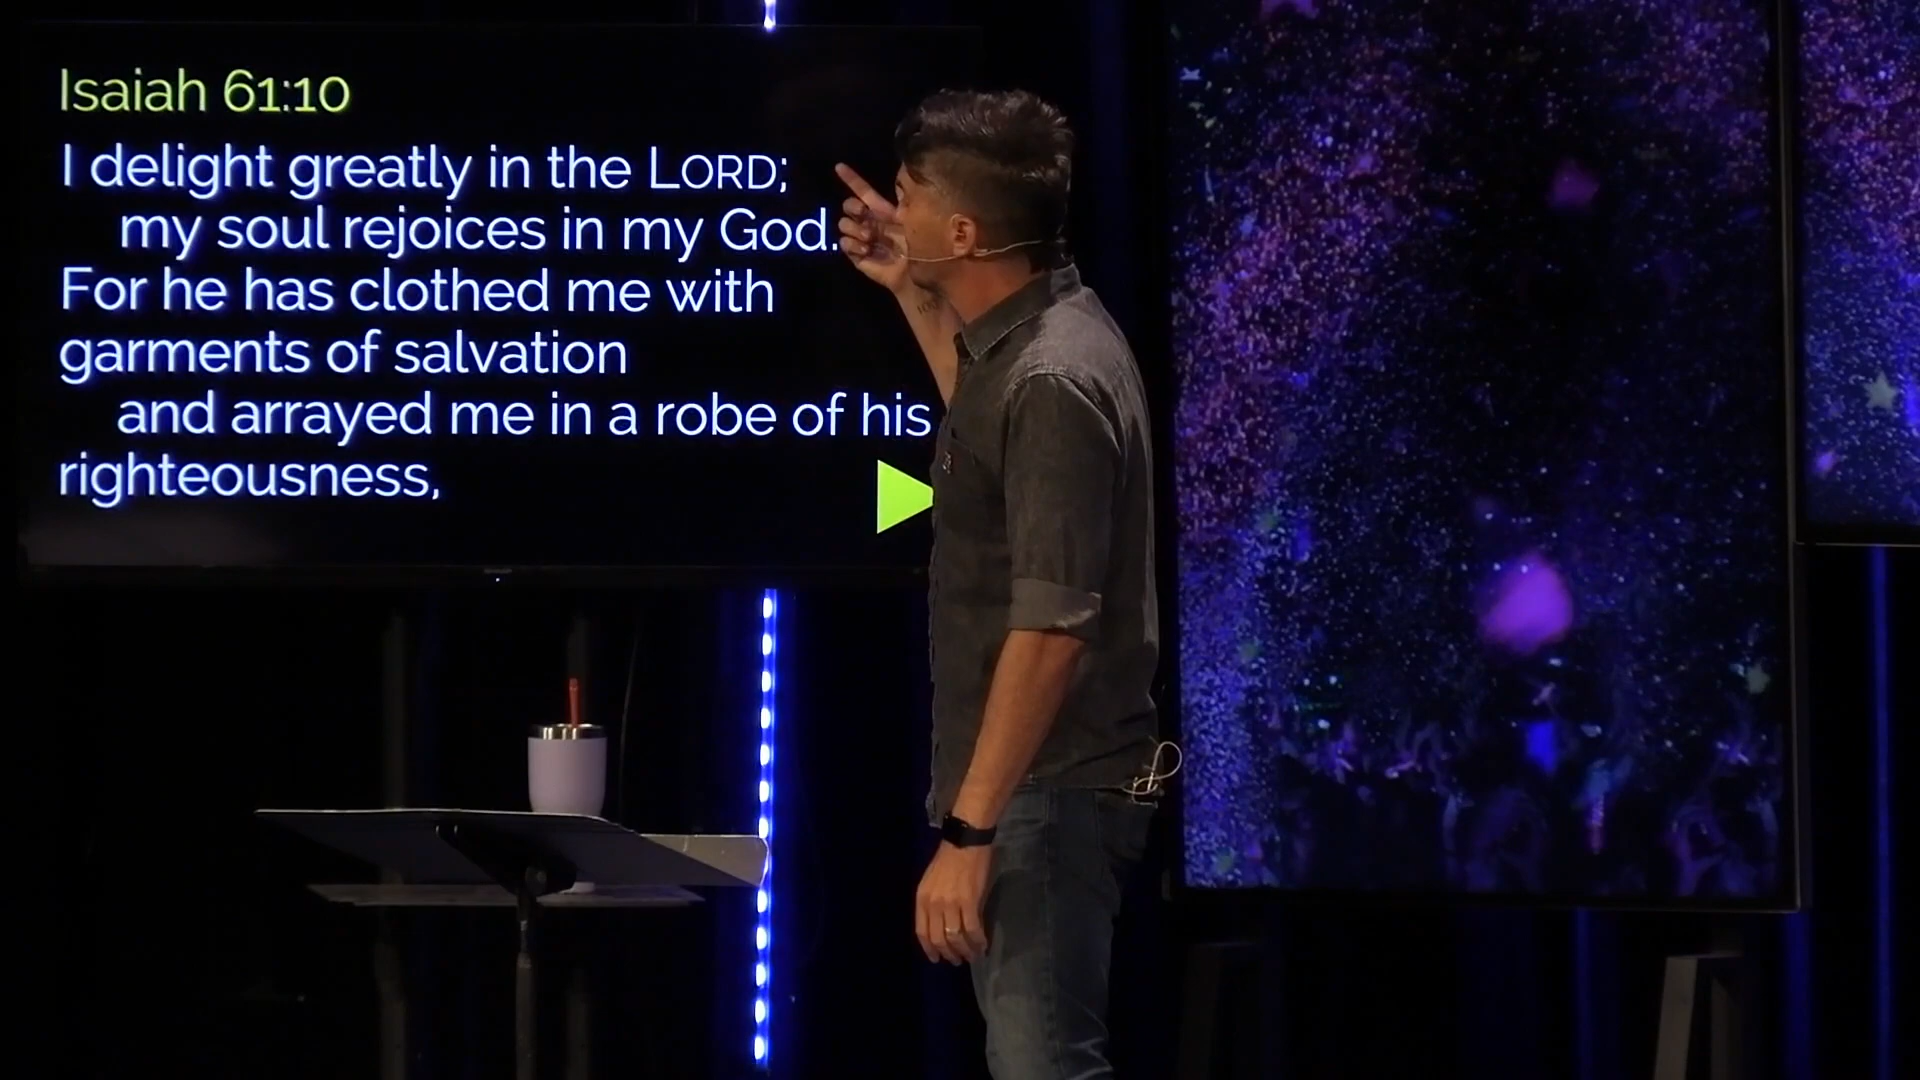 Isaiah 61:10
I delight greatly in the LORD;
my soul rejoices in my God.
For he has clothed me with
garments of salvation
and arrayed me in a robe of his
righteousness,